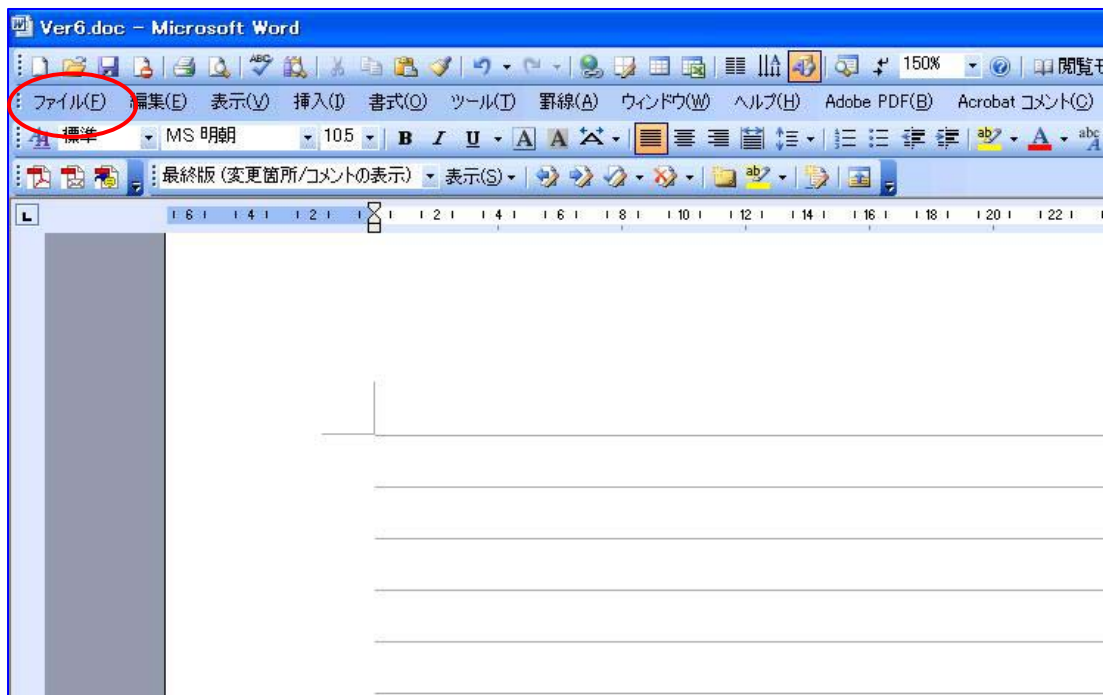 Ver6.doc - Microsoft Word
ABC 150% 閲覧モ
ファイル(F) 編集(E) 表示(V) 挿入(I) 書式(O) ツール(T) 罫線(A) ウィンドウ(W) ヘルプ(H) Adobe PDF(B) Acrobat コメント(C)
標準 MS 明朝 10.5 B I U A A ab A abc A
最終版 (変更箇所/コメントの表示) 表示(S) ab
L 6 4 2 2 4 6 8 10 12 14 16 18 20 22